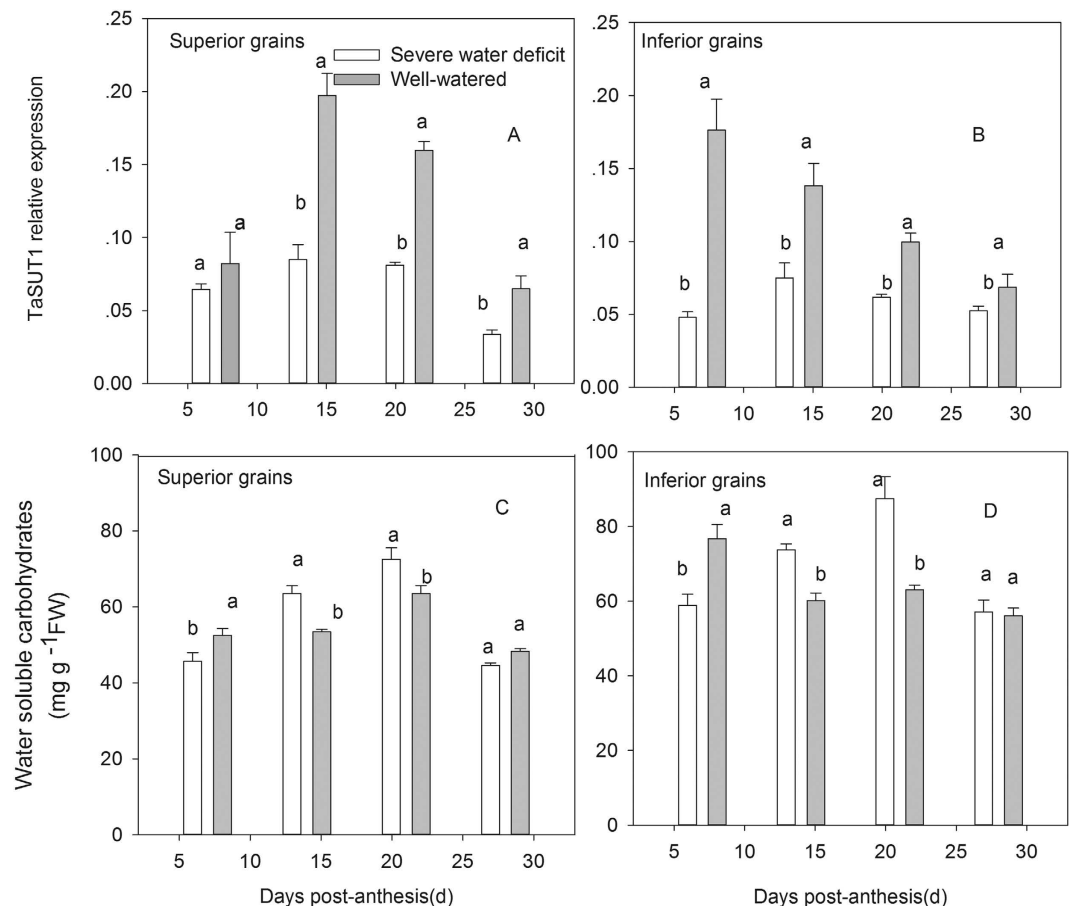 Superior grains
Severe water deficit
Well-watered
A
TaSUT1 relative expression
.25
.20
.15
.10
.05
0.00
a
a
b
a
b
a
b
a
5 10 15 20 25 30
Inferior grains
B
.25
.20
.15
.10
.05
0.00
b
a
b
a
b
a
b
a
5 10 15 20 25 30
Superior grains
C
Water soluble carbohydrates
(mg g -1FW)
100
80
60
40
20
0
b
a
a
b
a
b
a
a
5 10 15 20 25 30
Days post-anthesis(d)
Inferior grains
D
100
80
60
40
20
0
b
a
a
b
a
b
a
a
5 10 15 20 25 30
Days post-anthesis(d)